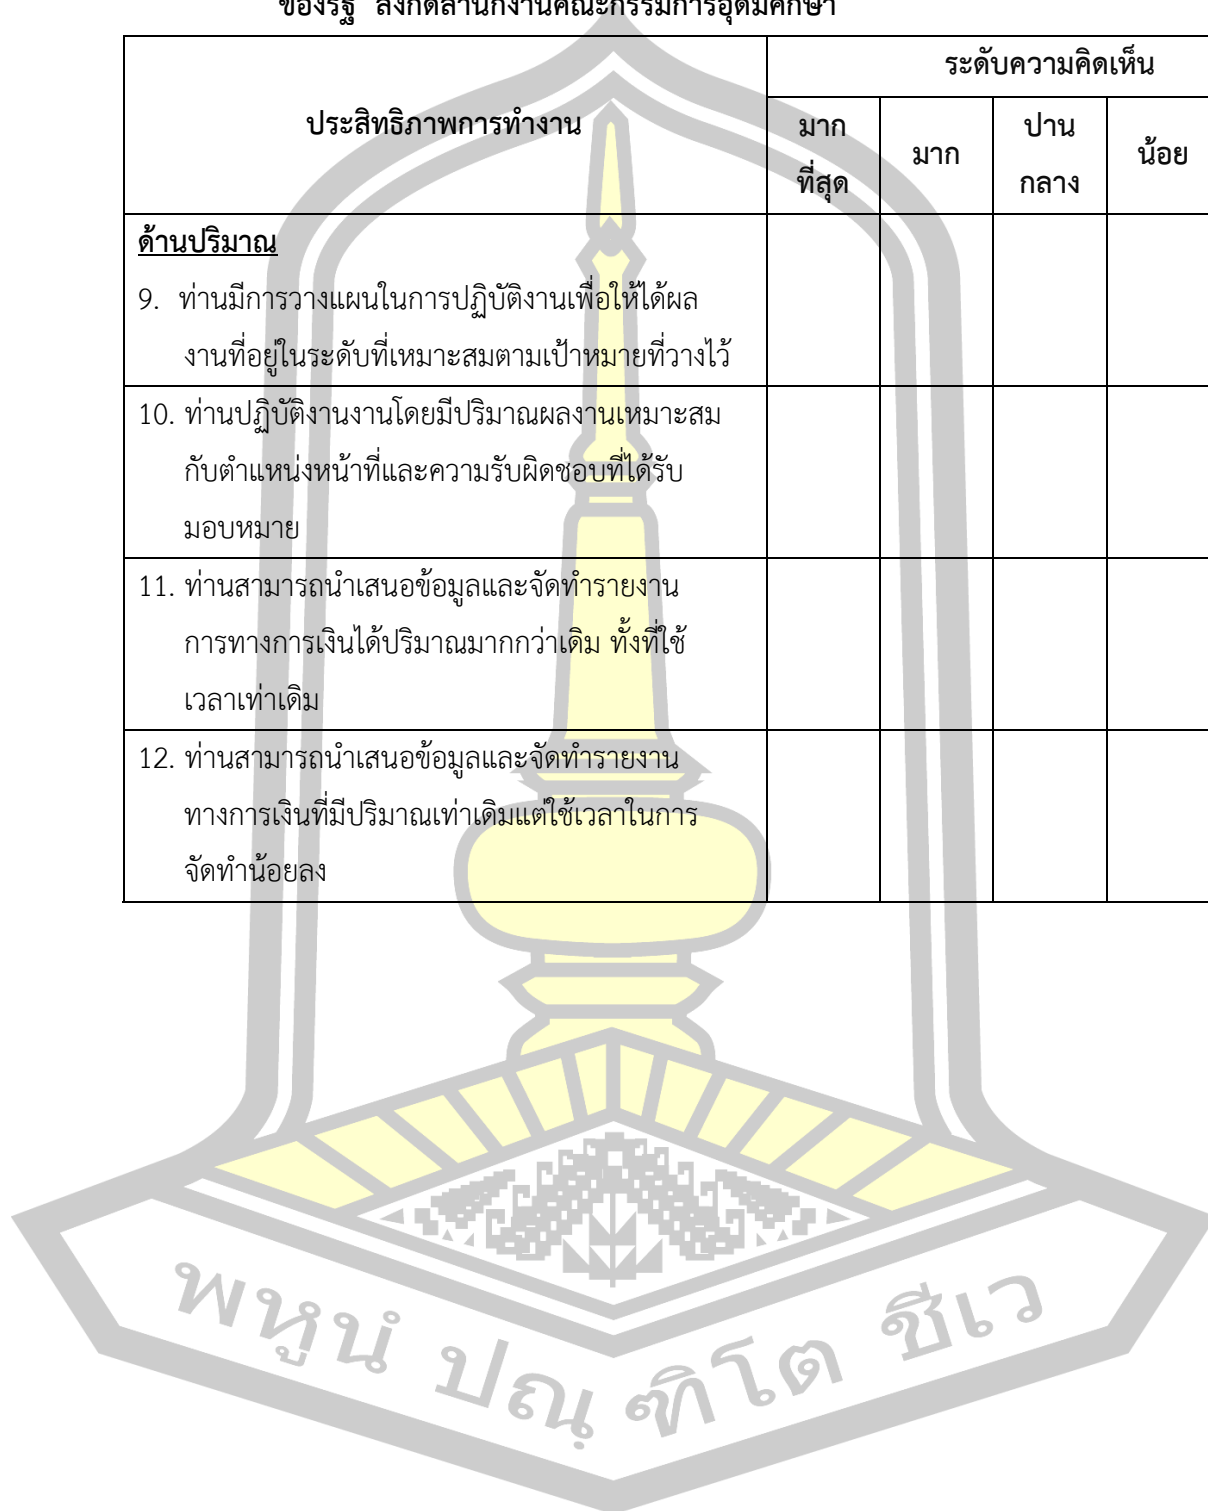 ของรัฐ สังกัดสำนักงานคณะกรรมการอุดมศึกษา
ระดับความคิดเห็น
ประสิทธิภาพการทำงาน
มาก
ที่สุด
มาก
ปาน
กลาง
น้อย
ด้านปริมาณ
9. ท่านมีการวางแผนในการปฏิบัติงานเพื่อให้ได้ผล
งานที่อยู่ในระดับที่เหมาะสมตามเป้าหมายที่วางไว้
10. ท่านปฏิบัติงานงานโดยมีปริมาณผลงานเหมาะสม
กับตำแหน่งหน้าที่และความรับผิดชอบที่ได้รับ
มอบหมาย
11. ท่านสามารถนำเสนอข้อมูลและจัดทำรายงาน
การทางการเงินได้ปริมาณมากกว่าเดิม ทั้งที่ใช้
เวลาเท่าเดิม
12. ท่านสามารถนำเสนอข้อมูลและจัดทำรายงาน
ทางการเงินที่มีปริมาณเท่าเดิมแต่ใช้เวลาในการ
จัดทำน้อยลง
พหูนํ ปณฺ ฑิโต ชีเว